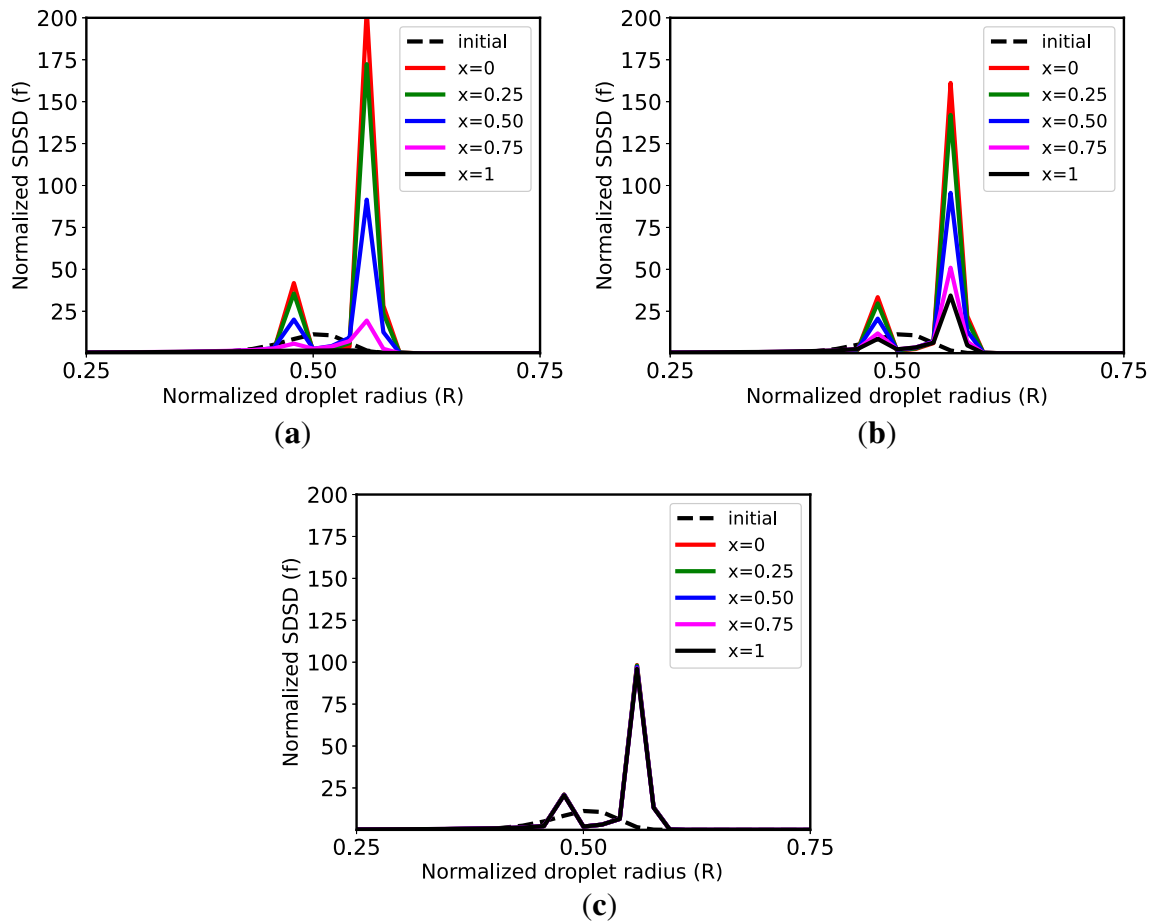 200
175
150
125
100
75
50
25
Normalized SDSD (f)
initial
x=0
x=0.25
x=0.50
x=0.75
x=1
0.25
0.50
0.75
Normalized droplet radius (R)
(a)
200
175
150
125
100
75
50
25
Normalized SDSD (f)
initial
x=0
x=0.25
x=0.50
x=0.75
x=1
0.25
0.50
0.75
Normalized droplet radius (R)
(b)
200
175
150
125
100
75
50
25
Normalized SDSD (f)
initial
x=0
x=0.25
x=0.50
x=0.75
x=1
0.25
0.50
0.75
Normalized droplet radius (R)
(c)